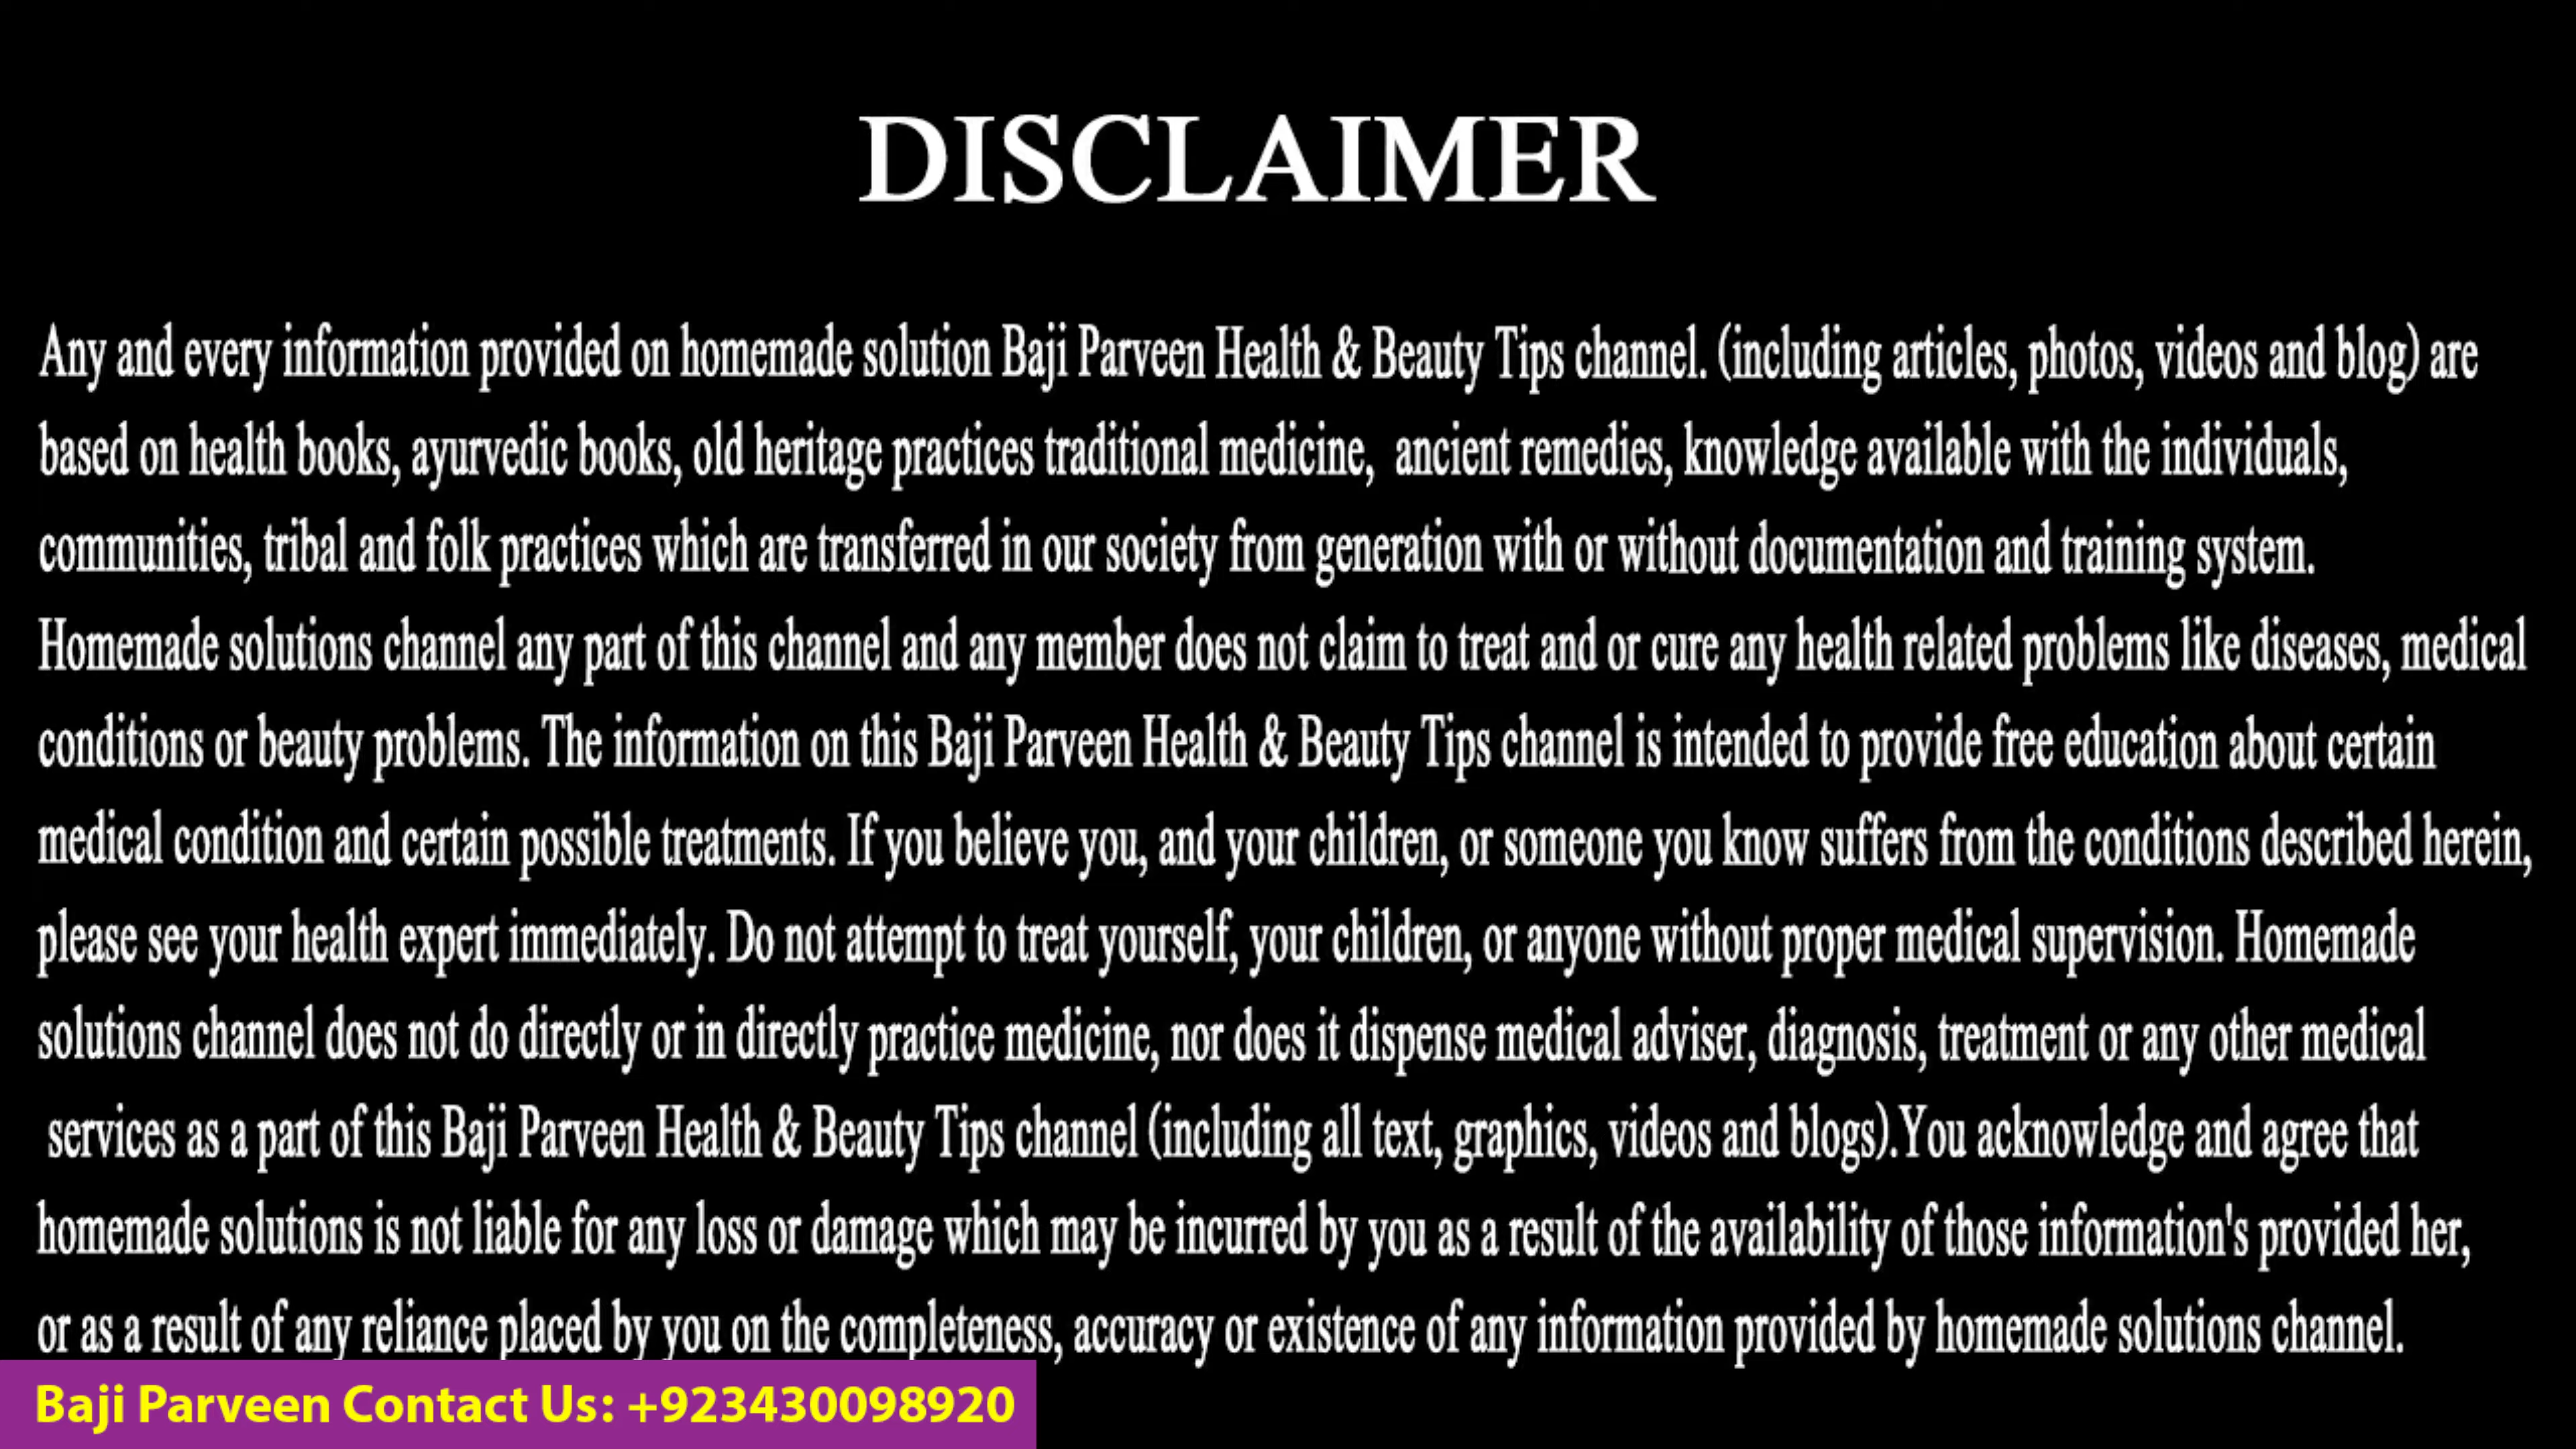 DISCLAIMER
Any and every information provided on homemade solution Baji Parveen Health & Beauty Tips channel. (including articles, photos, videos and blog) are
based on health books, ayurvedic books, old heritage practices traditional medicine, ancient remedies, knowledge available with the individuals,
communities, tribal and folk practices which are transferred in our society from generation with or without documentation and training system.
Homemade solutions channel any part of this channel and any member does not claim to treat and or cure any health related problems like diseases, medical
conditions or beauty problems. The information on this Baji Parveen Health & Beauty Tips channel is intended to provide free education about certain
medical condition and certain possible treatments. If you believe you, and your children, or someone you know suffers from the conditions described herein,
please see your health expert immediately. Do not attempt to treat yourself, your children, or anyone without proper medical supervision. Homemade
solutions channel does not do directly or in directly practice medicine, nor does it dispense medical adviser, diagnosis, treatment or any other medical
services as a part of this Baji Parveen Health & Beauty Tips channel (including all text, graphics, videos and blogs).You acknowledge and agree that
homemade solutions is not liable for any loss or damage which may be incurred by you as a result of the availability of those information's provided her,
or as a result of any reliance placed by you on the completeness, accuracy or existence of any information provided by homemade solutions channel.
Baji Parveen Contact Us: +923430098920